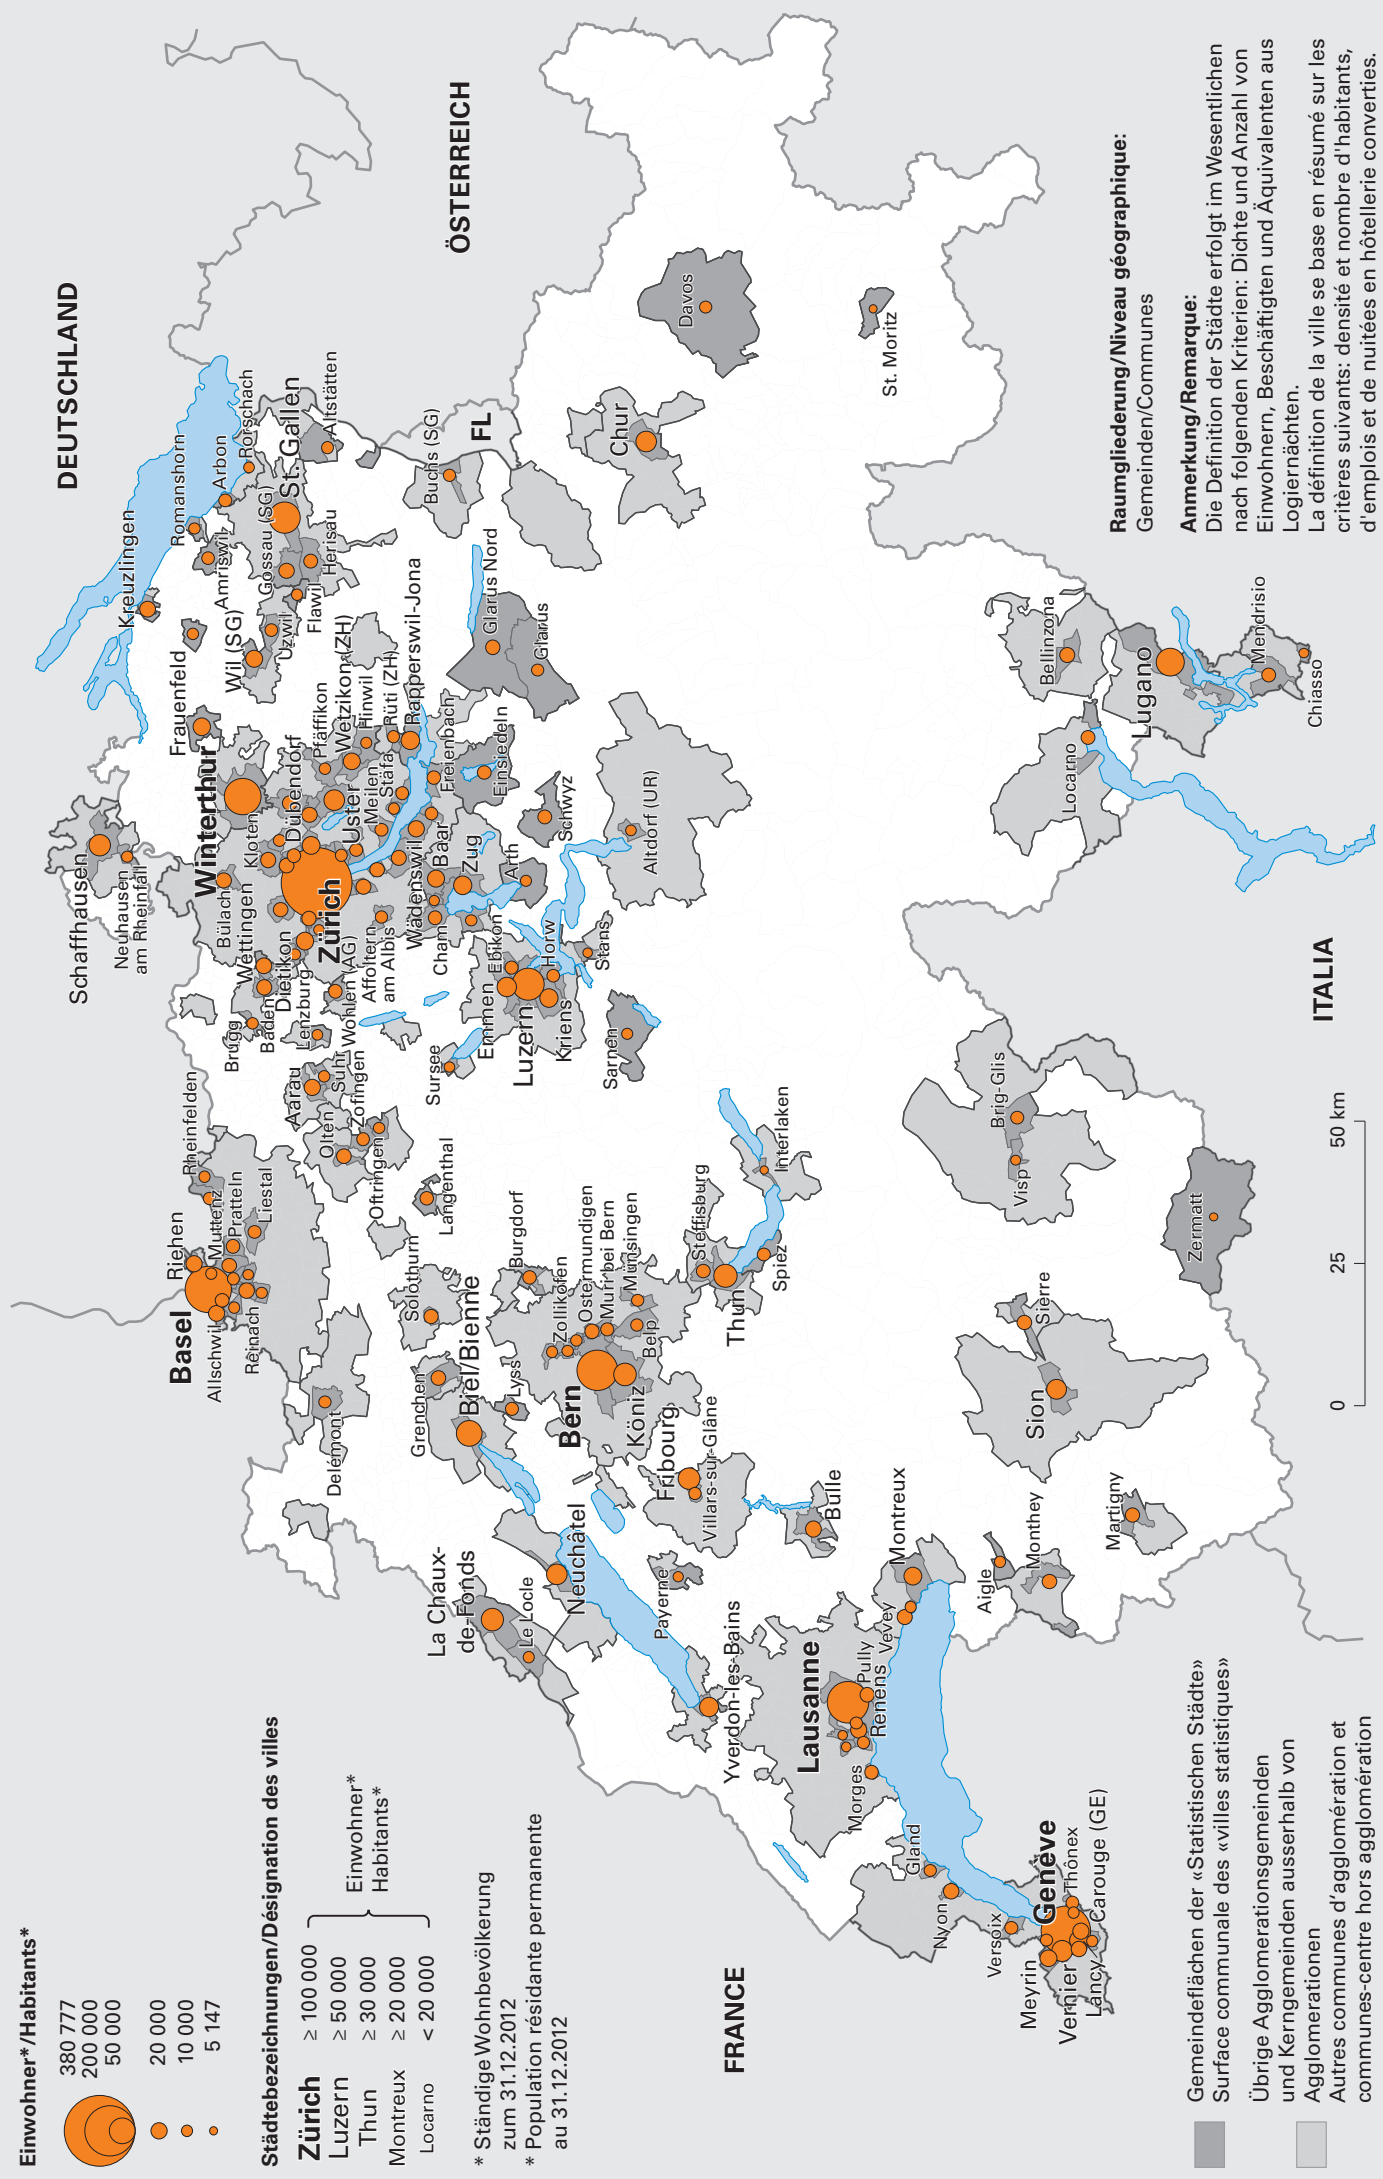 Einwohner*/Habitants*
380 777
200 000
50 000
20 000
10 000
5 147
Städtebezeichnungen/Désignation des villes
Zürich ≥ 100 000
Luzern ≥ 50 000
Thun ≥ 30 000
Montreux ≥ 20 000
Locarno < 20 000
Einwohner*
Habitants*
* Ständige Wohnbevölkerung
zum 31.12.2012
* Population résidante permanente
au 31.12.2012
DEUTSCHLAND
ÖSTERREICH
FL
FRANCE
ITALIA
Schaffhausen
Neuhausen
am Rheinfall
Kreuzlingen
Romanshorn
Arbon
Rorschach
Amriswil
St. Gallen
Gossau (SG)
Herisau
Flawil
Altstätten
Uzwil
Wil (SG)
Frauenfeld
Winterthur
Bülach
Kloten
Dübendorf
Pfäffikon
Wetzikon (ZH)
Hinwil
Rüti (ZH)
Rapperswil-Jona
Uster
Meilen
Stäfa
Freienbach
Wädenswil
Zürich
Wettingen
Dietikon
Baden
Brugg
Lenzburg
Wohlen (AG)
Affoltern
am Albis
Baar
Zug
Cham
Arth
Einsiedeln
Schwyz
Glarus Nord
Glarus
Buchs (SG)
Chur
Davos
St. Moritz
Altdorf (UR)
Ebikon
Emmen
Luzern
Horw
Kriens
Stans
Sarnen
Sursee
Aarau
Suhr
Olten
Zofingen
Oftringen
Rheinfelden
Riehen
Muttenz
Pratteln
Liestal
Basel
Allschwil
Reinach
Delémont
Langenthal
Solothurn
Grenchen
Biel/Bienne
Lyss
Burgdorf
Zollikofen
Ostermundigen
Muri bei Bern
Münsingen
Belp
Bern
Köniz
Steffisburg
Thun
Spiez
Interlaken
Fribourg
Villars-sur-Glâne
Bulle
Neuchâtel
La Chaux-
de-Fonds
Le Locle
Payerne
Yverdon-les-Bains
Lausanne
Pully
Renens
Vevey
Montreux
Morges
Gland
Nyon
Versoix
Genève
Thônex
Carouge (GE)
Meyrin
Vernier
Lancy
Aigle
Monthey
Martigny
Sion
Sierre
Visp
Brig-Glis
Zermatt
Locarno
Bellinzona
Lugano
Mendrisio
Chiasso
0 25 50 km
Gemeindeflächen der «Statistischen Städte»
Surface communale des «villes statistiques»
Übrige Agglomerationsgemeinden
und Kerngemeinden ausserhalb von
Agglomerationen
Autres communes d'agglomération et
communes-centre hors agglomération
Raumgliederung/Niveau géographique:
Gemeinden/Communes
Anmerkung/Remarque:
Die Definition der Städte erfolgt im Wesentlichen
nach folgenden Kriterien: Dichte und Anzahl von
Einwohnern, Beschäftigten und Äquivalenten aus
Logiernächten.
La définition de la ville se base en résumé sur les
critères suivants: densité et nombre d'habitants,
d'emplois et de nuitées en hôtellerie converties.